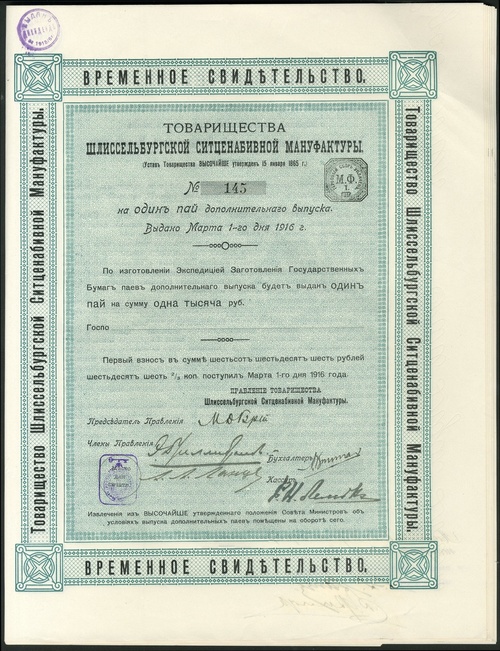 ВРЕМЕННОЕ СВИДѢТЕЛЬСТВО.
Товарищество Шлиссельбургской Ситценабивной Мануфактуры.
Товарищество Шлиссельбургской Ситценабивной Мануфактуры.
ТОВАРИЩЕСТВА
ШЛИССЕЛЬБУРГСКОЙ СИТЦЕНАБИВНОЙ МАНУФАКТУРЫ.
(Уставъ Товарищества ВЫСОЧАЙШЕ утвержденъ 15 января 1865 г.)
№ 145
М.Ф.
на ОДИНЪ ПАЙ дополнительнаго выпуска.
Выдано Марта 1-го дня 1916 г.
По изготовленіи Экспедиціей Заготовленія Государственныхъ
Бумагъ паевъ дополнительнаго выпуска будетъ выданъ ОДИНЪ
ПАЙ на сумму ОДНА ТЫСЯЧА руб.
Госпо
Первый взносъ въ суммѣ шестьсотъ шестьдесятъ шесть рублей
шестьдесятъ шесть 2/3 коп. поступилъ Марта 1-го дня 1916 года.
ПРАВЛЕНІЕ ТОВАРИЩЕСТВА
Шлиссельбургской Ситценабивной Мануфактуры.
Предсѣдатель Правленія
Члены Правленія
Бухгалтеръ
Касс
Извлеченія изъ ВЫСОЧАЙШЕ утвержденнаго положенія Совѣта Министровъ объ
условіяхъ выпуска дополнительныхъ паевъ помѣщены на оборотѣ сего.
ВРЕМЕННОЕ СВИДѢТЕЛЬСТВО.